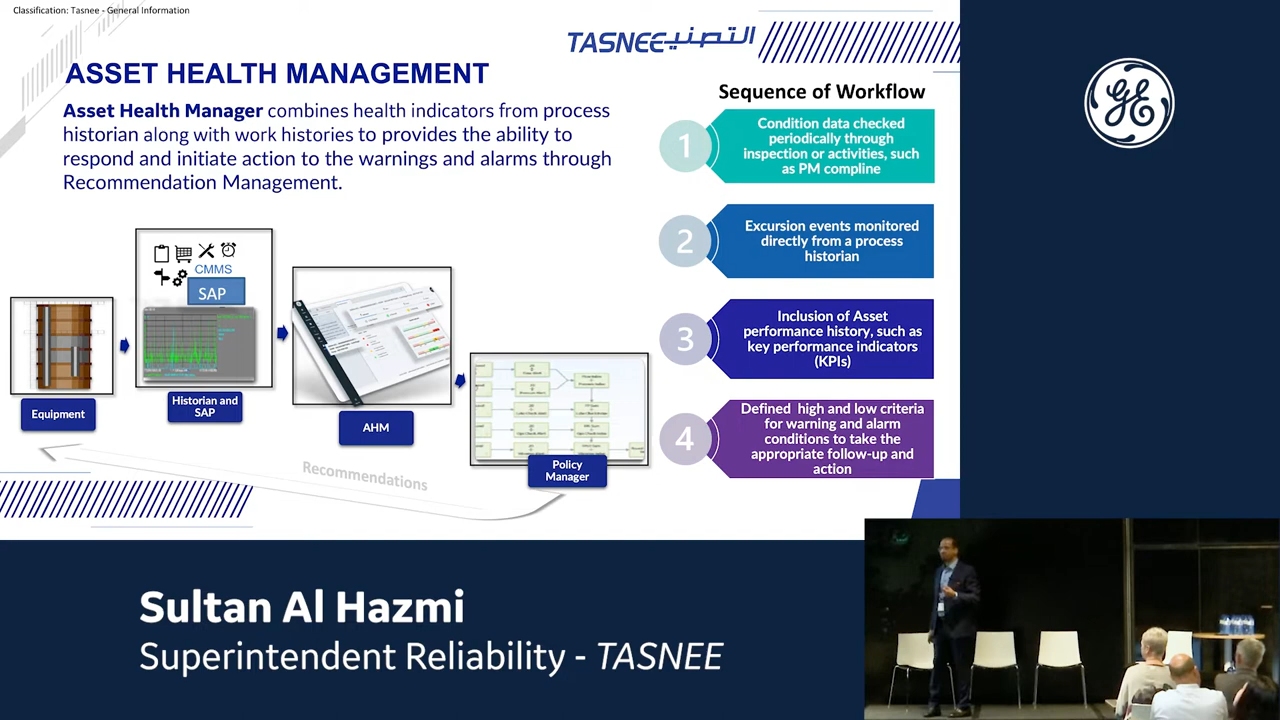 Classification: Tasnee - General Information
TASNEE التصنيع
ASSET HEALTH MANAGEMENT
Asset Health Manager combines health indicators from process
historian along with work histories to provides the ability to
respond and initiate action to the warnings and alarms through
Recommendation Management.
CMMS
SAP
Equipment
Historian and
SAP
AHM
Policy
Manager
Recommendations
Sequence of Workflow
1
Condition data checked
periodically through
inspection or activities, such
as PM compline
2
Excursion events monitored
directly from a process
historian
3
Inclusion of Asset
performance history, such as
key performance indicators
(KPIs)
4
Defined high and low criteria
for warning and alarm
conditions to take the
appropriate follow-up and
action
GE
Sultan Al Hazmi
Superintendent Reliability - TASNEE